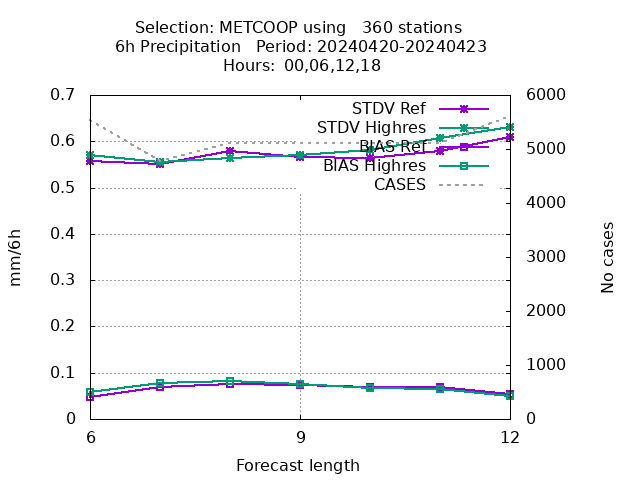 Selection: METCOOP using   360 stations
6h Precipitation   Period: 20240420-20240423
Hours:  00,06,12,18
0.7
0.6
0.5
0.4
0.3
0.2
0.1
0
6000
5000
4000
3000
2000
1000
0
STDV Ref
STDV Highres
BIAS Ref
BIAS Highres
CASES
mm/6h
No cases
6
9
12
Forecast length